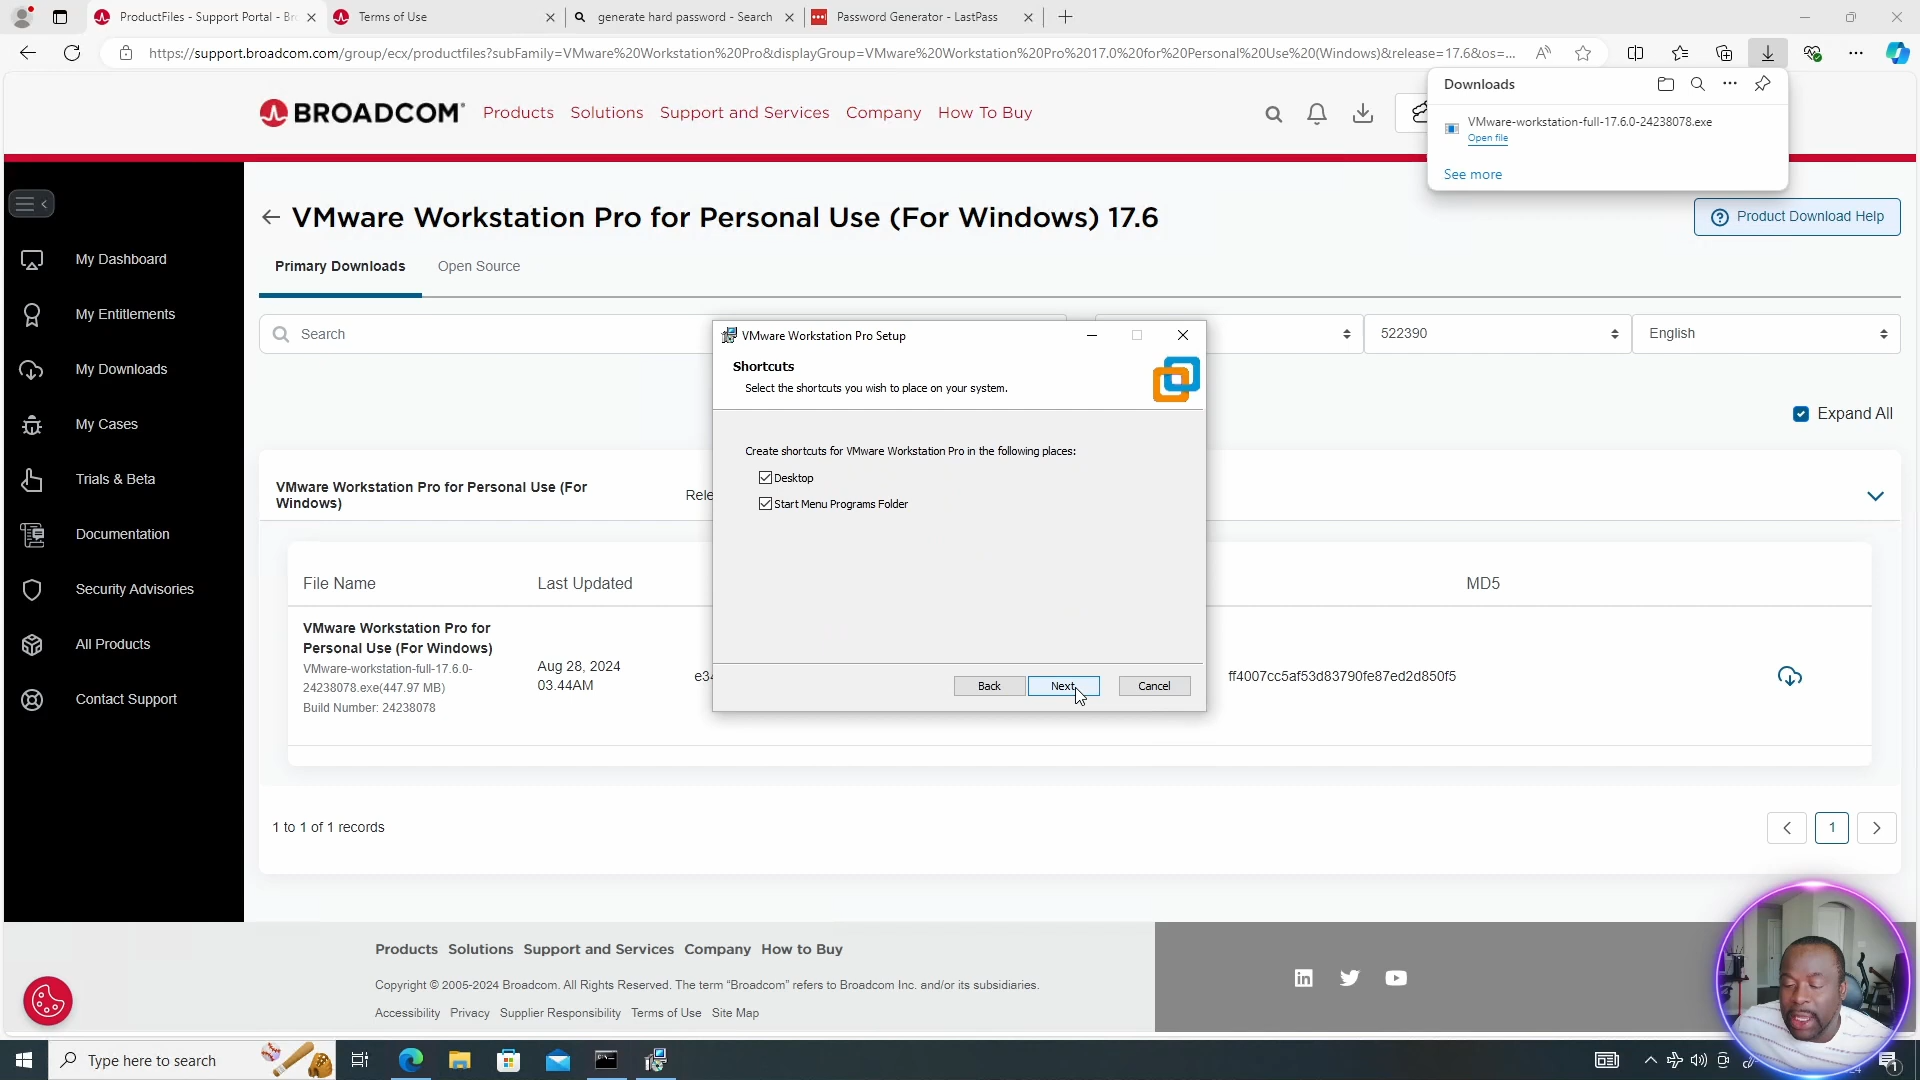 ProductFiles - Support Portal - Br
Terms of Use
generate hard password - Search
Password Generator - LastPass
https://support.broadcom.com/group/ecx/productfiles?subFamily=VMware%20Workstation%20Pro&displayGroup=VMware%20Workstation%20Pro%2017.0%20for%20Personal%20Use%20(Windows)&release=17.6&os=...
Downloads
VMware-workstation-full-17.6.0-24238078.exe
Open file
See more
BROADCOM
Products Solutions Support and Services Company How To Buy
VMware Workstation Pro for Personal Use (For Windows) 17.6
Product Download Help
Primary Downloads
Open Source
My Dashboard
My Entitlements
My Downloads
My Cases
Trials & Beta
Documentation
Security Advisories
All Products
Contact Support
Search
522390
English
Expand All
VMware Workstation Pro for Personal Use (For
Windows)
Rele
File Name
Last Updated
MD5
VMware Workstation Pro for
Personal Use (For Windows)
VMware-workstation-full-17.6.0-
24238078.exe(447.97 MB)
Build Number: 24238078
Aug 28, 2024
03.44AM
e34
ff4007cc5af53d83790fe87ed2d850f5
VMware Workstation Pro Setup
Shortcuts
Select the shortcuts you wish to place on your system.
Create shortcuts for VMware Workstation Pro in the following places:
Desktop
Start Menu Programs Folder
Back
Next
Cancel
1 to 1 of 1 records
1
Products Solutions Support and Services Company How to Buy
Copyright © 2005-2024 Broadcom. All Rights Reserved. The term “Broadcom” refers to Broadcom Inc. and/or its subsidiaries.
Accessibility Privacy Supplier Responsibility Terms of Use Site Map
Type here to search
1